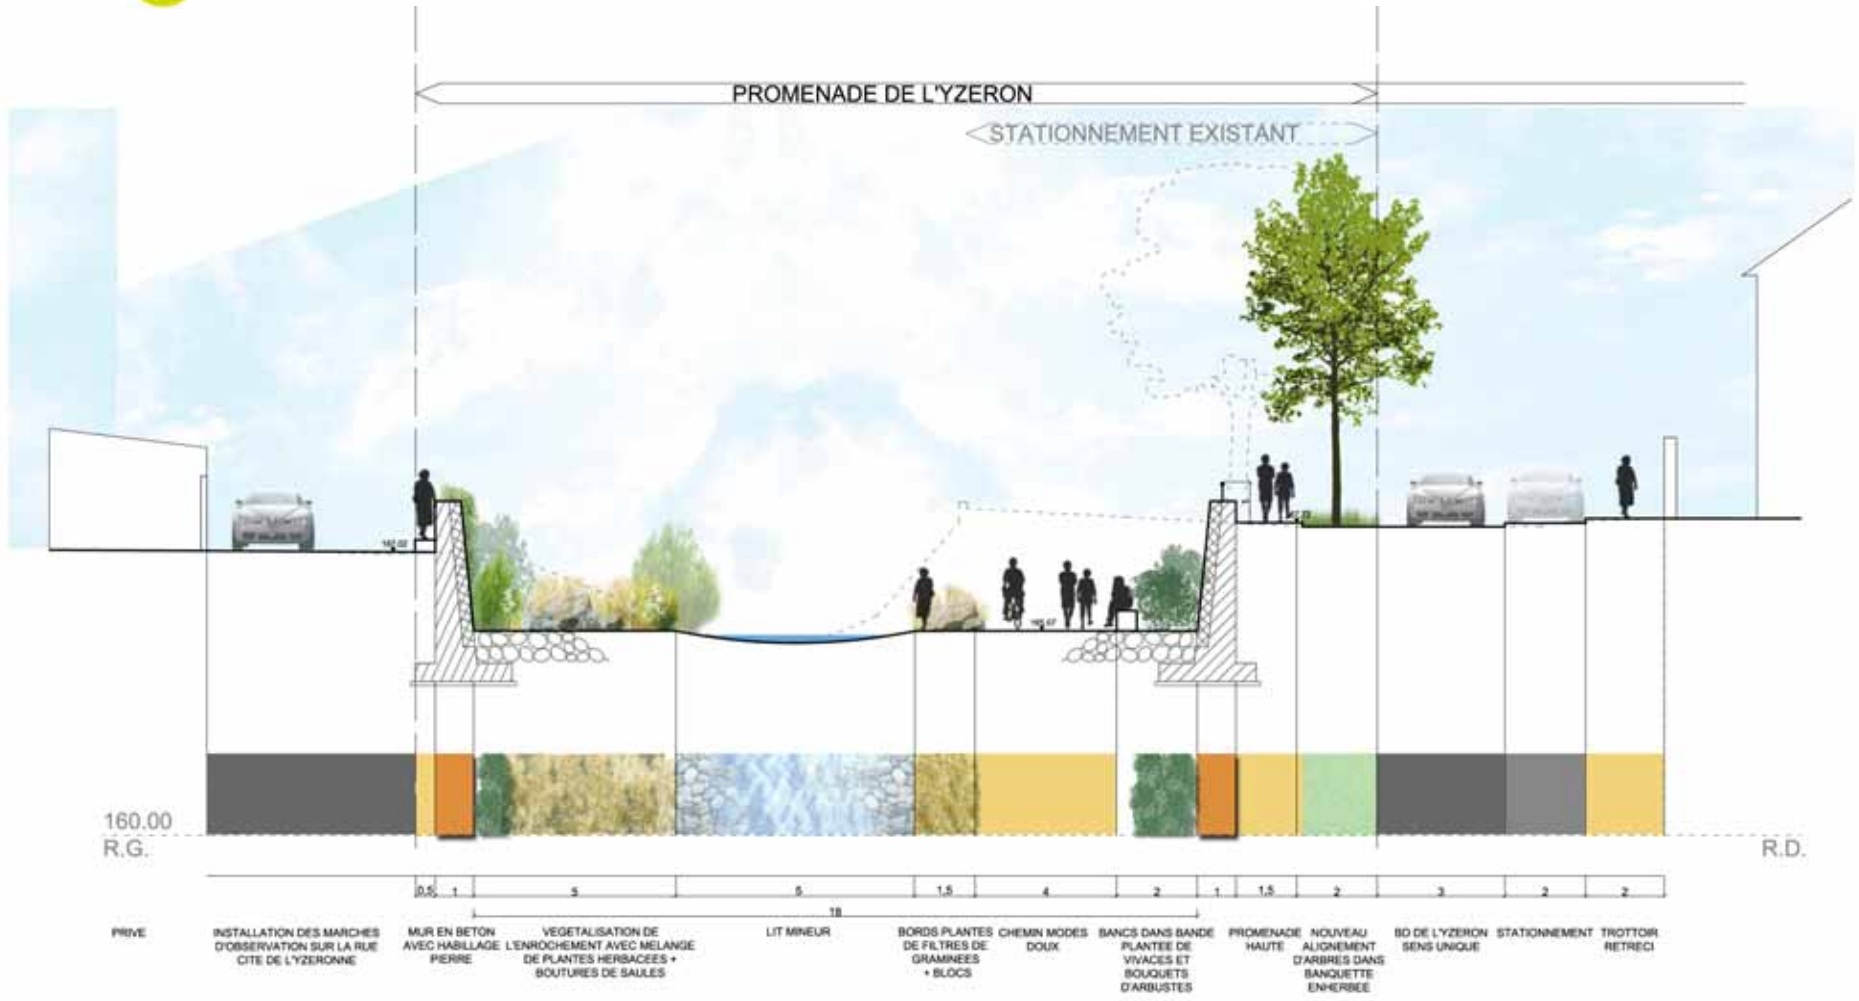 PROMENADE DE L'YZERON
STATIONNEMENT EXISTANT
160.00
R.G.
R.D.
0,5 1 5 6 1,5 4 2 1 1,5 2 3 2 2
18
PRIVE
INSTALLATION DES MARCHES
D'OBSERVATION SUR LA RUE
CITE DE L'YZERONNE
MUR EN BETON
AVEC HABILLAGE
PIERRE
VEGETALISATION DE
L'ENROCHEMENT AVEC MELANGE
DE PLANTES HERBACEES +
BOUTURES DE SAULES
LIT MINEUR
BORDS PLANTES
DE FILTRES DE
GRAMINEES
+ BLOCS
CHEMIN MODES
DOUX
BANCS DANS BANDE
PLANTEE DE
VIVACES ET
BOUQUETS
D'ARBUSTES
PROMENADE
HAUTE
NOUVEAU
ALIGNEMENT
D'ARBRES DANS
BANQUETTE
ENHERBEE
BD DE L'YZERON
SENS UNIQUE
STATIONNEMENT
TROTTOIR
RETRECI